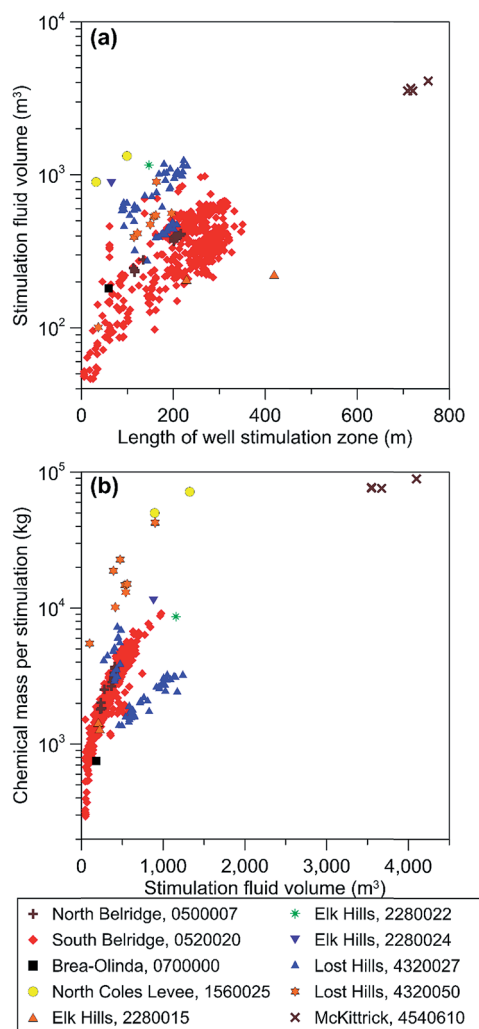 (a)
Stimulation fluid volume (m³)
10⁴
10³
10²
0 200 400 600 800
Length of well stimulation zone (m)
(b)
Chemical mass per stimulation (kg)
10⁵
10⁴
10³
0 1,000 2,000 3,000 4,000
Stimulation fluid volume (m³)
North Belridge, 0500007
South Belridge, 0520020
Brea-Olinda, 0700000
North Coles Levee, 1560025
Elk Hills, 2280015
Elk Hills, 2280022
Elk Hills, 2280024
Lost Hills, 4320027
Lost Hills, 4320050
McKittrick, 4540610